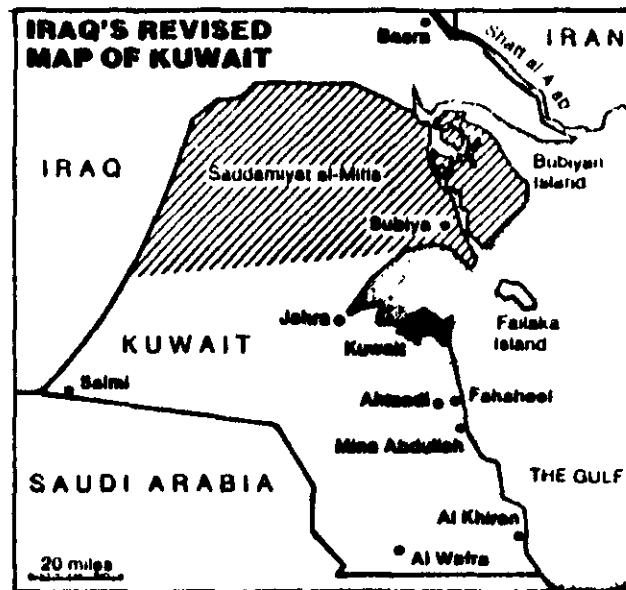 IRAQ'S REVISED
MAP OF KUWAIT
Basra
IRAN
Shatt al Arab
IRAQ
Saddamiyat al-Mitla
Bubiyan
Island
Subiya
Jahra
KUWAIT
Kuwait
Failaka
Island
Salmi
Ahmadi
Fahaheel
Mina Abdullah
SAUDI ARABIA
THE GULF
Al Khiran
Al Wafra
20 miles